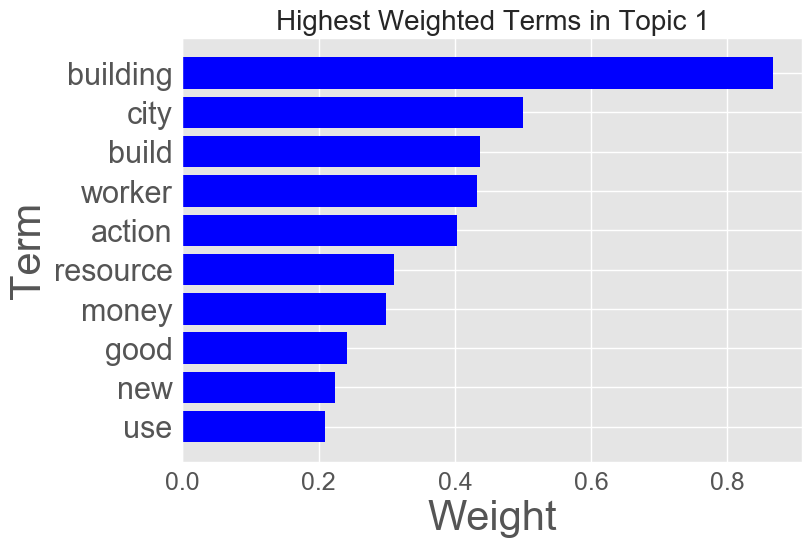 Highest Weighted Terms in Topic 1
building
city
build
worker
action
resource
money
good
new
use
Term
0.0 0.2 0.4 0.6 0.8
Weight